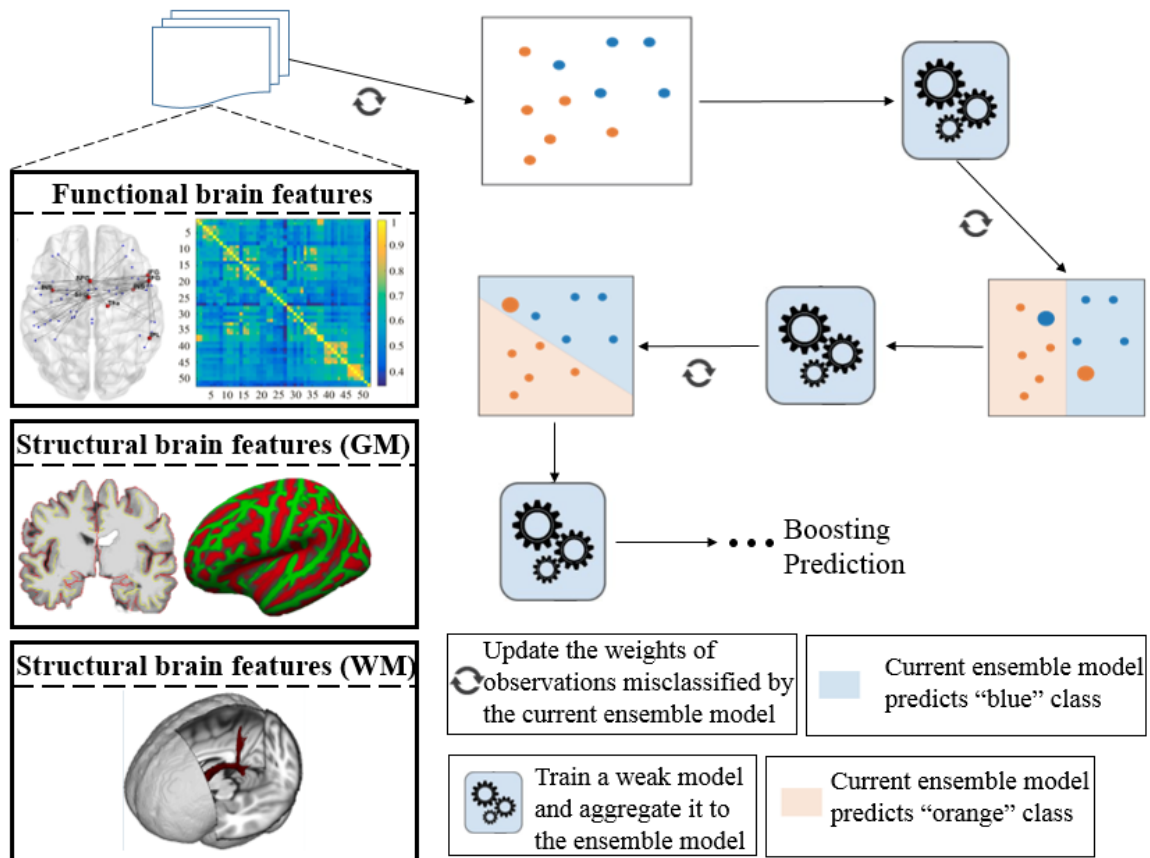 Functional brain features
5
10
15
20
25
30
35
40
45
50
5 10 15 20 25 30 35 40 45 50
1
0.9
0.8
0.7
0.6
0.5
0.4
Structural brain features (GM)
Structural brain features (WM)
Boosting
Prediction
Update the weights of
observations misclassified by
the current ensemble model
Current ensemble model
predicts “blue” class
Train a weak model
and aggregate it to
the ensemble model
Current ensemble model
predicts “orange” class